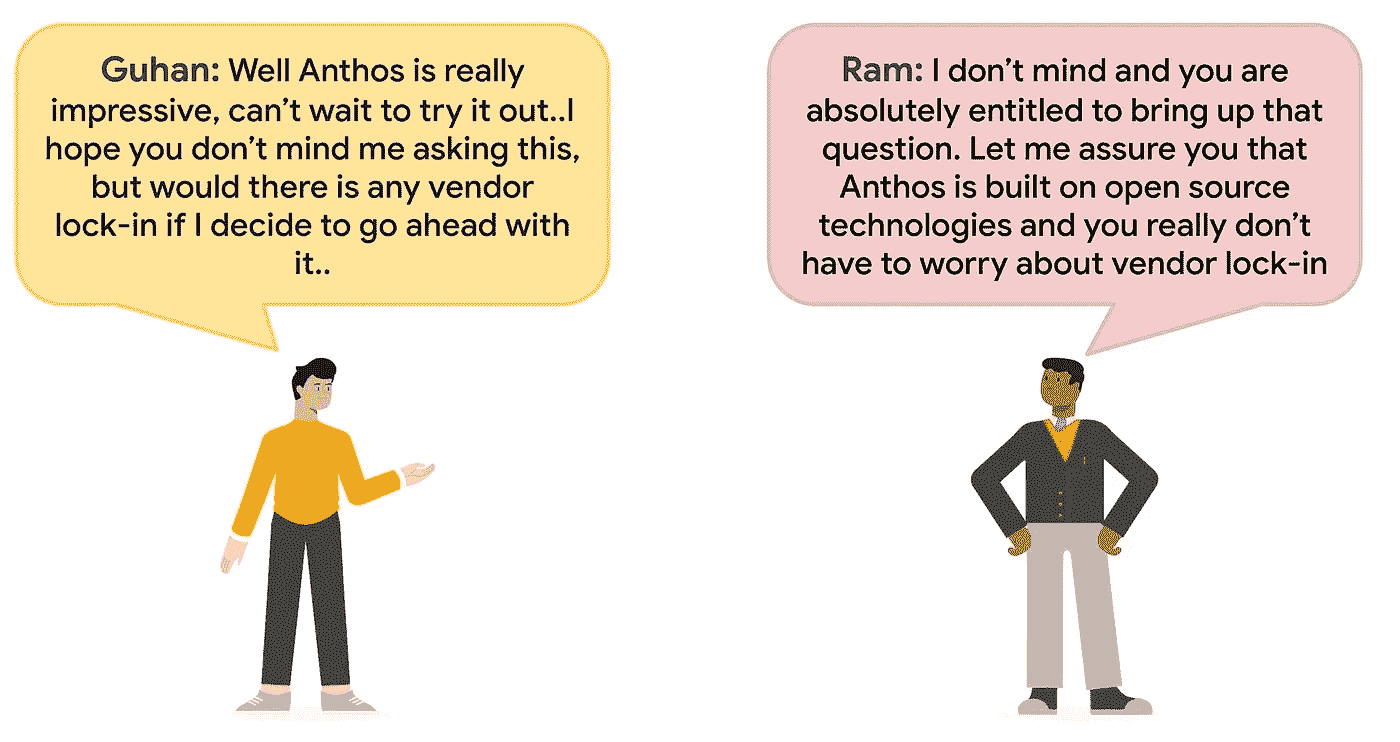 Guhan: Well Anthos is really
impressive, can’t wait to try it out..I
hope you don’t mind me asking this,
but would there is any vendor
lock-in if I decide to go ahead with
it..
Ram: I don’t mind and you are
absolutely entitled to bring up that
question. Let me assure you that
Anthos is built on open source
technologies and you really don’t
have to worry about vendor lock-in